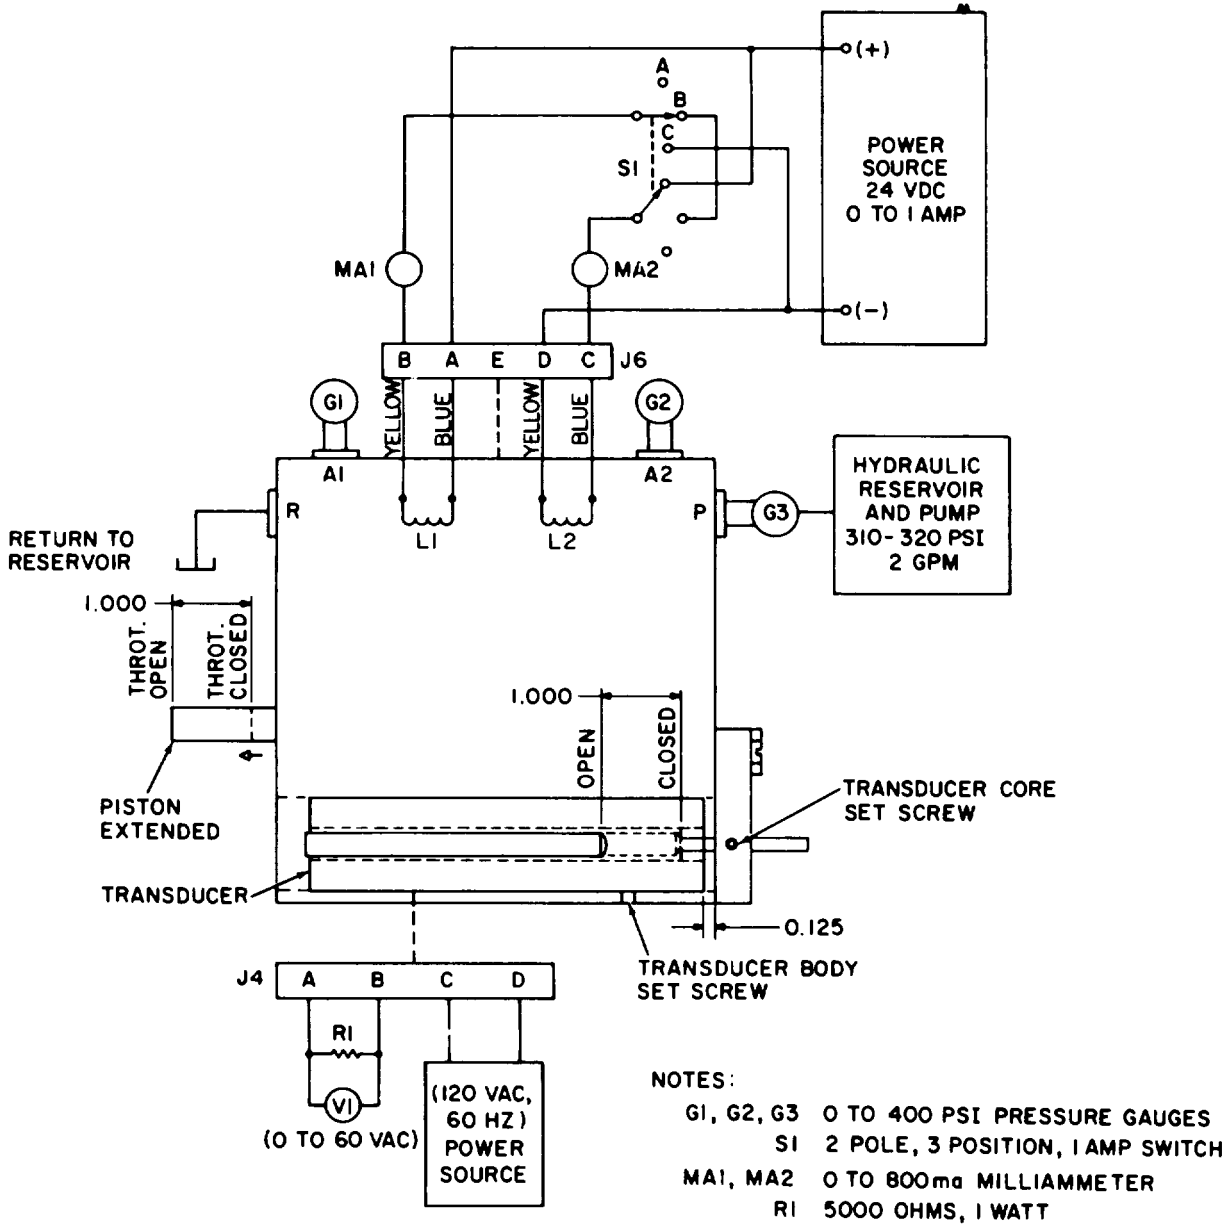 (+)
A
B
C
S1
POWER
SOURCE
24 VDC
0 TO 1 AMP
MA1
MA2
(-)
B A E D C J6
G1
YELLOW
BLUE
YELLOW
BLUE
G2
A1
A2
R
L1
L2
P
G3
HYDRAULIC
RESERVOIR
AND PUMP
310-320 PSI
2 GPM
RETURN TO
RESERVOIR
1.000
THROT.
OPEN
THROT.
CLOSED
1.000
OPEN
CLOSED
PISTON
EXTENDED
TRANSDUCER CORE
SET SCREW
TRANSDUCER
0.125
TRANSDUCER BODY
SET SCREW
J4 A B C D
R1
V1
(0 TO 60 VAC)
(120 VAC,
60 HZ)
POWER
SOURCE
NOTES:
G1, G2, G3 0 TO 400 PSI PRESSURE GAUGES
S1 2 POLE, 3 POSITION, 1 AMP SWITCH
MA1, MA2 0 TO 800ma MILLIAMMETER
R1 5000 OHMS, 1 WATT